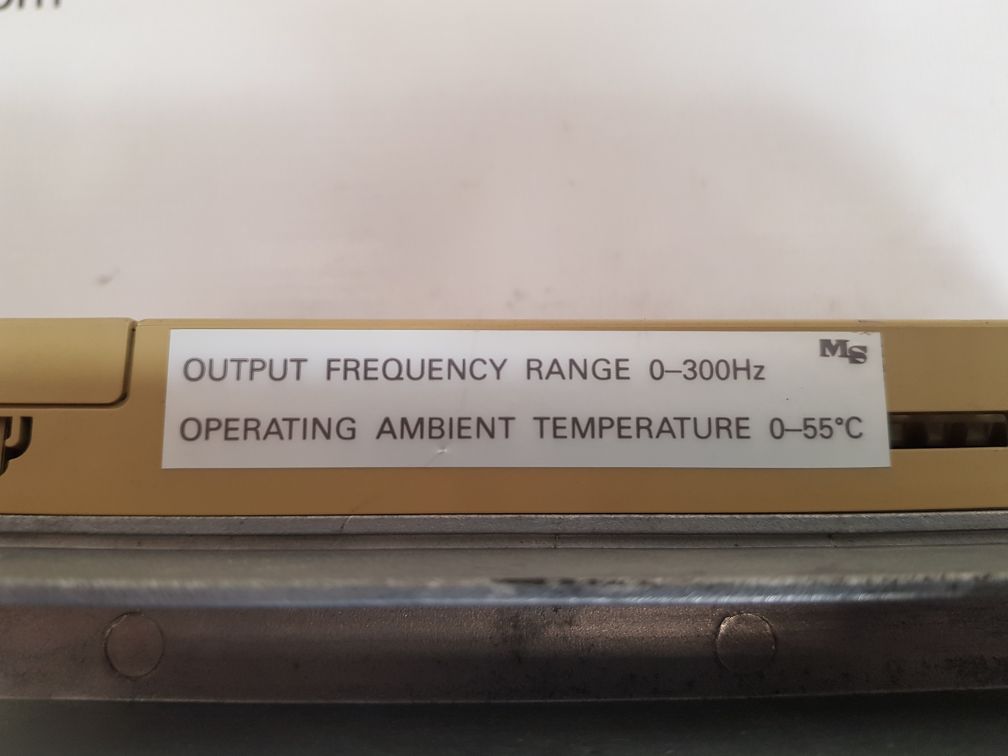 OUTPUT FREQUENCY RANGE 0–300Hz
MS
OPERATING AMBIENT TEMPERATURE 0–55°C